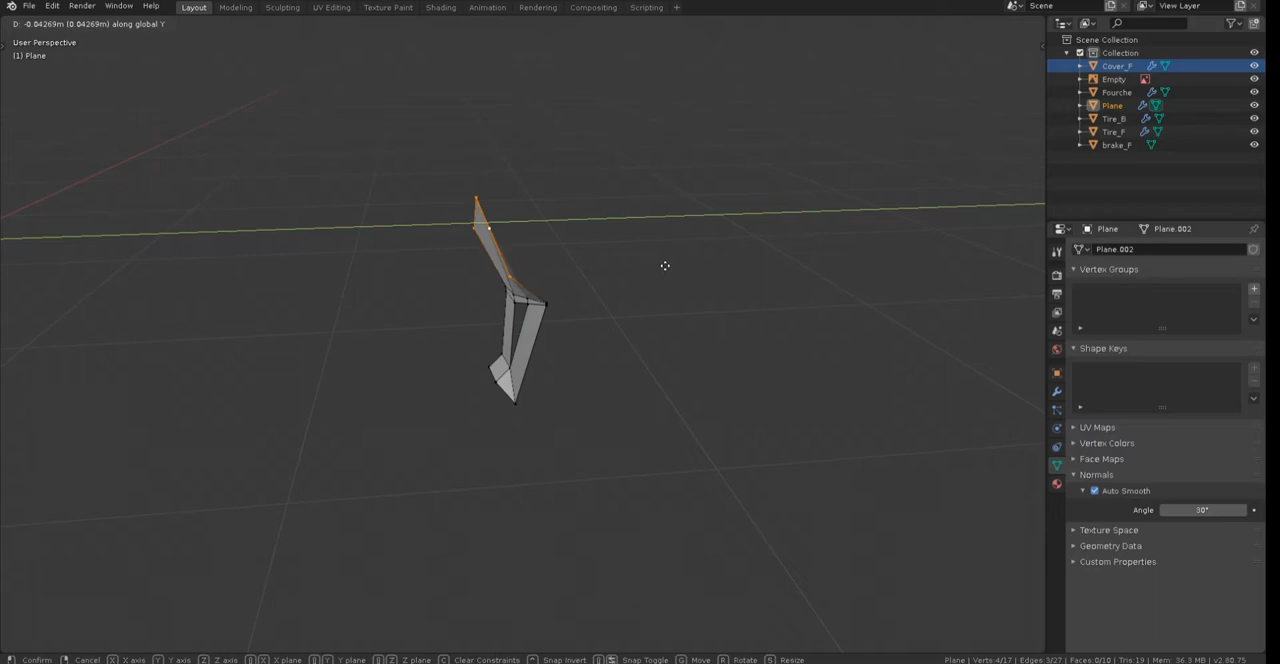 File Edit Render Window Help Layout Modeling Sculpting UV Editing Texture Paint Shading Animation Rendering Compositing Scripting + Scene View Layer
D: -0.04269m (0.04269m) along global Y
User Perspective
(1) Plane
Scene Collection
Collection
Cover_F
Empty
Fourche
Plane
Tire_B
Tire_F
brake_F
Plane Plane.002
Plane.002
Vertex Groups
Shape Keys
UV Maps
Vertex Colors
Face Maps
Normals
Auto Smooth
Angle 30°
Texture Space
Geometry Data
Custom Properties
Confirm Cancel X X axis Y Y axis Z Z axis X X plane Y Y plane Z Z plane C Clear Constraints Snap Invert Snap Toggle G Move R Rotate S Resize Plane | Verts:4/17 | Edges:3/27 | Faces:0/10 | Tris:19 | Mem: 36.3 MB | v2.80.75